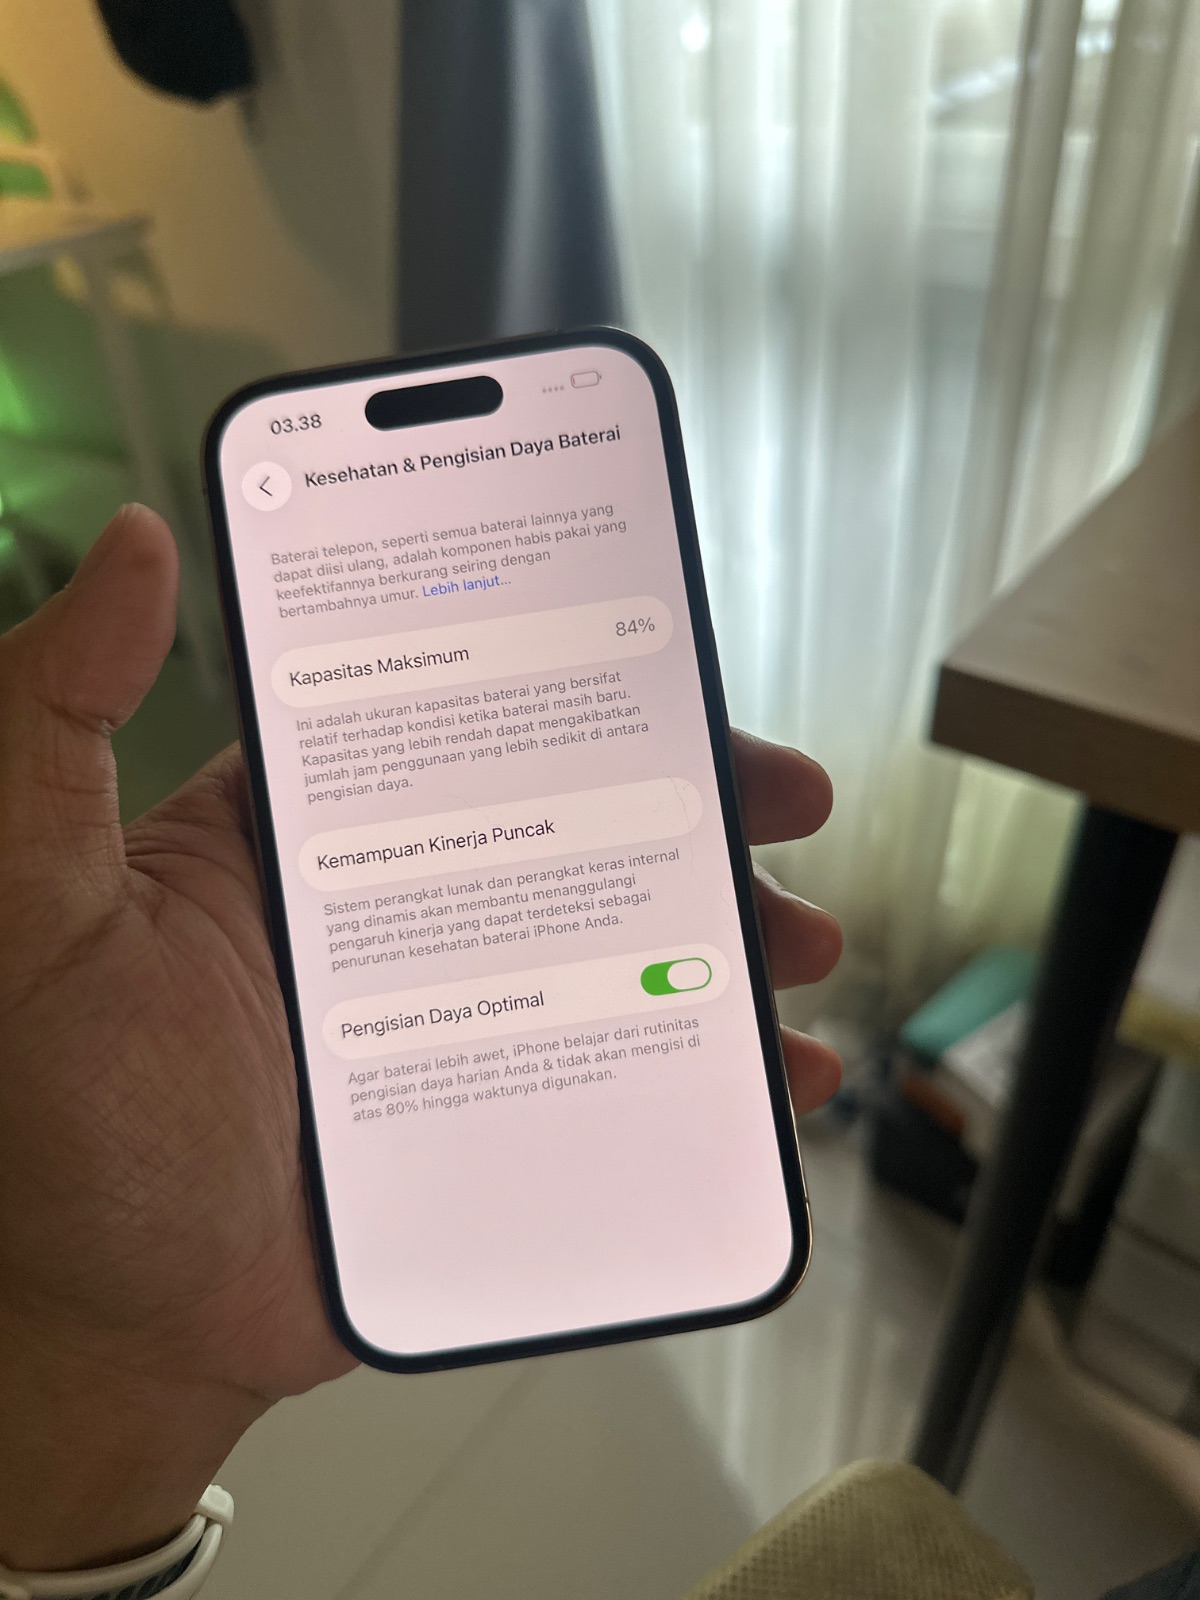 03.38
Kesehatan & Pengisian Daya Baterai
Baterai telepon, seperti semua baterai lainnya yang
dapat diisi ulang, adalah komponen habis pakai yang
keefektifannya berkurang seiring dengan
bertambahnya umur. Lebih lanjut...
Kapasitas Maksimum 84%
Ini adalah ukuran kapasitas baterai yang bersifat
relatif terhadap kondisi ketika baterai masih baru.
Kapasitas yang lebih rendah dapat mengakibatkan
jumlah jam penggunaan yang lebih sedikit di antara
pengisian daya.
Kemampuan Kinerja Puncak
Sistem perangkat lunak dan perangkat keras internal
yang dinamis akan membantu menanggulangi
pengaruh kinerja yang dapat terdeteksi sebagai
penurunan kesehatan baterai iPhone Anda.
Pengisian Daya Optimal
Agar baterai lebih awet, iPhone belajar dari rutinitas
pengisian daya harian Anda & tidak akan mengisi di
atas 80% hingga waktunya digunakan.